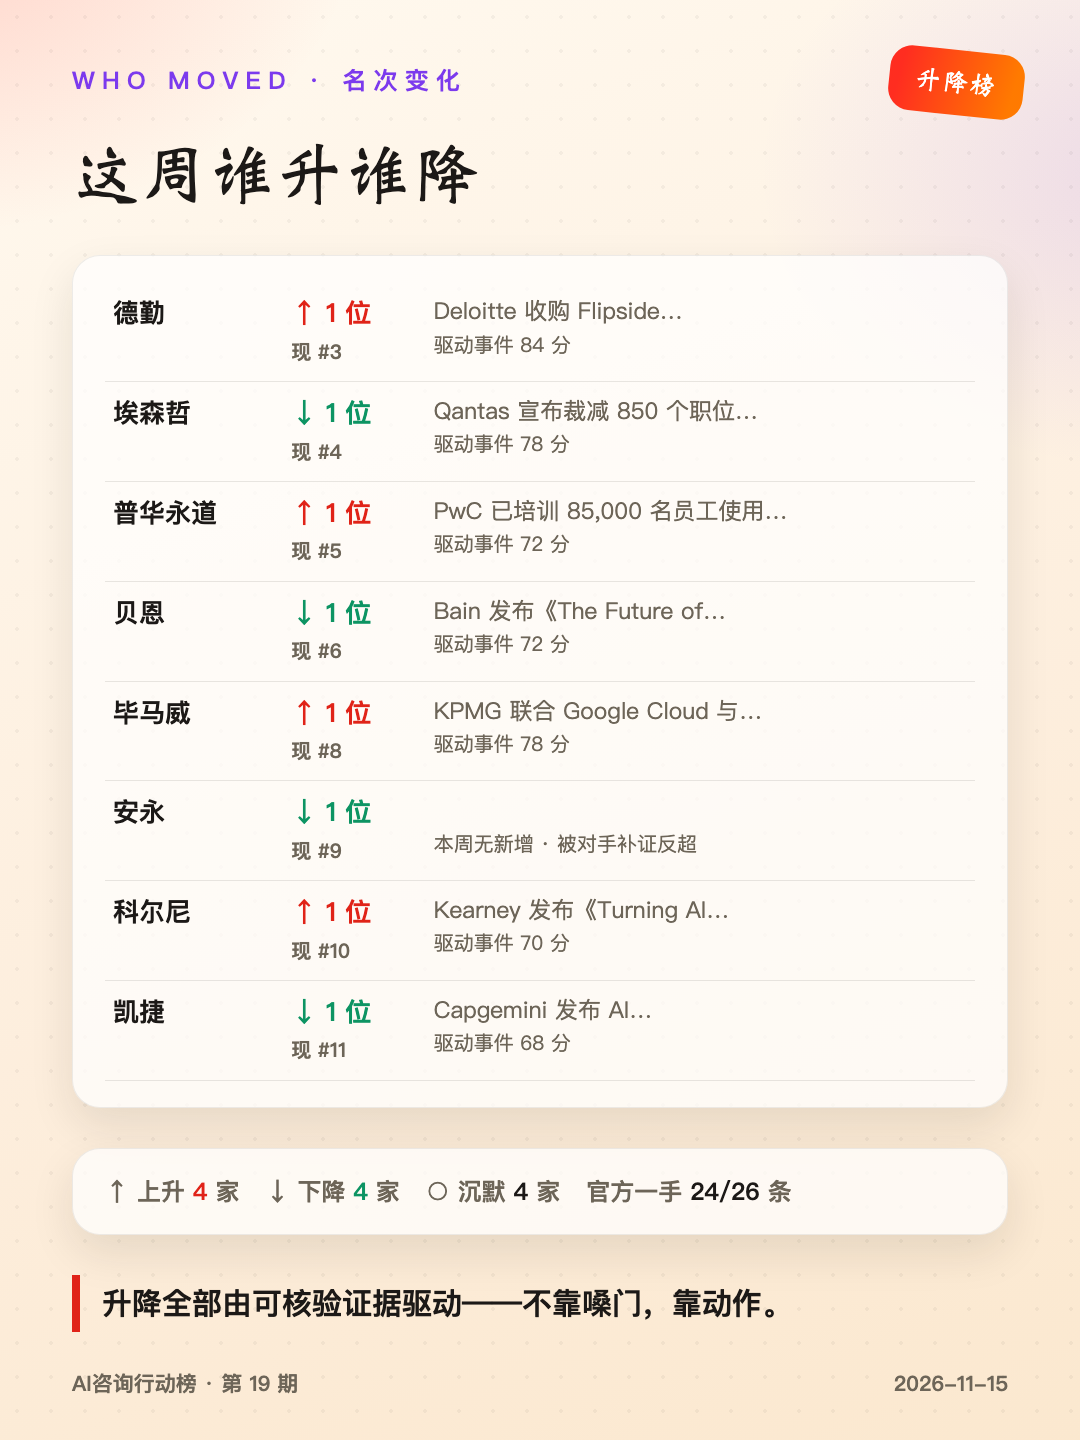 WHO MOVED · 名次变化
升降榜
这周谁升谁降
德勤 ↑ 1 位 Deloitte 收购 Flipside…
现 #3 驱动事件 84 分
埃森哲 ↓ 1 位 Qantas 宣布裁减 850 个职位…
现 #4 驱动事件 78 分
普华永道 ↑ 1 位 PwC 已培训 85,000 名员工使用…
现 #5 驱动事件 72 分
贝恩 ↓ 1 位 Bain 发布《The Future of…
现 #6 驱动事件 72 分
毕马威 ↑ 1 位 KPMG 联合 Google Cloud 与…
现 #8 驱动事件 78 分
安永 ↓ 1 位
现 #9 本周无新增 · 被对手补证反超
科尔尼 ↑ 1 位 Kearney 发布《Turning AI…
现 #10 驱动事件 70 分
凯捷 ↓ 1 位 Capgemini 发布 AI…
现 #11 驱动事件 68 分
↑ 上升 4 家 ↓ 下降 4 家 ○ 沉默 4 家 官方一手 24/26 条
升降全部由可核验证据驱动——不靠嗓门，靠动作。
AI咨询行动榜 · 第 19 期
2026-11-15